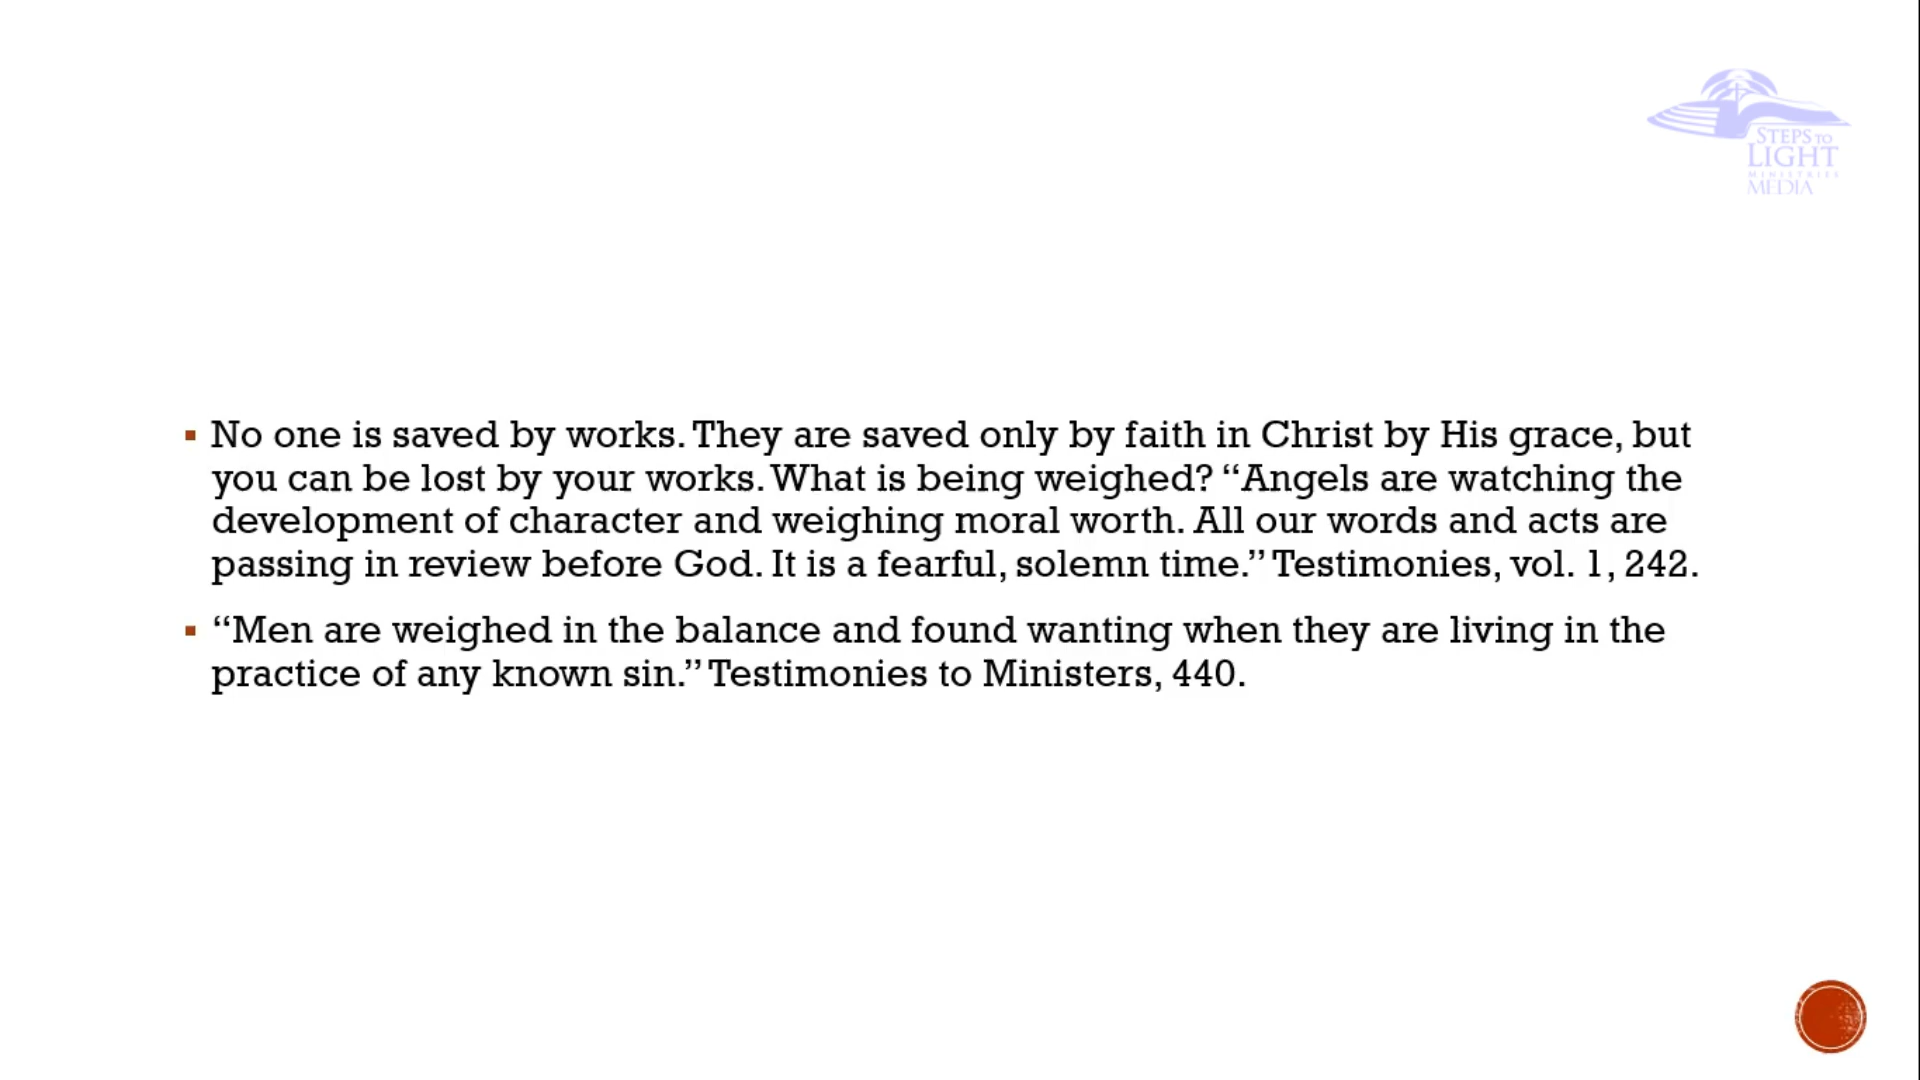 STEPS TO
LIGHT
MINISTRIES
MEDIA
▪ No one is saved by works. They are saved only by faith in Christ by His grace, but
you can be lost by your works. What is being weighed? “Angels are watching the
development of character and weighing moral worth. All our words and acts are
passing in review before God. It is a fearful, solemn time.” Testimonies, vol. 1, 242.
▪ “Men are weighed in the balance and found wanting when they are living in the
practice of any known sin.” Testimonies to Ministers, 440.